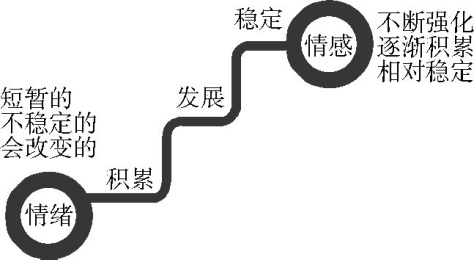 稳定
情感
不断强化
逐渐积累
相对稳定
发展
短暂的
不稳定的
会改变的
积累
情绪